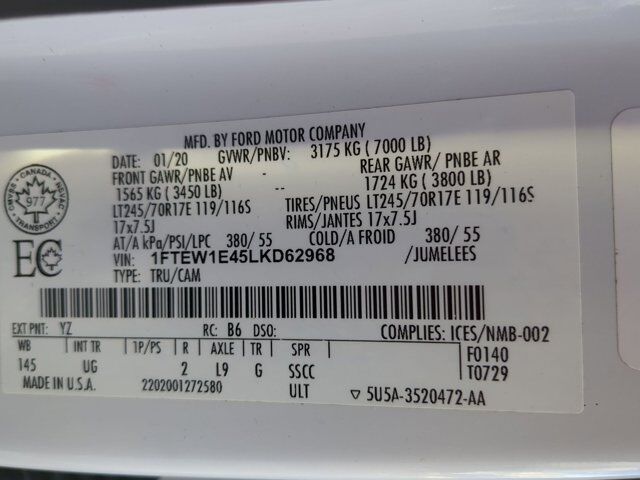 MFD. BY FORD MOTOR COMPANY
DATE: 01/20 GVWR/PNBV: 3175 KG ( 7000 LB)
FRONT GAWR/PNBE AV -- REAR GAWR/ PNBE AR
1565 KG ( 3450 LB) 1724 KG ( 3800 LB)
LT245/70R17E 119/116S TIRES/PNEUS LT245/70R17E 119/116S
17x7.5J RIMS/JANTES 17x7.5J
AT/A kPa/PSI/LPC 380/ 55 COLD/A FROID 380/ 55
VIN: 1FTEW1E45LKD62968 /JUMELEES
TYPE: TRU/CAM
CANADA
977
TRANSPORT
EC
EXT PNT: YZ RC: B6 DSO: COMPLIES: ICES/NMB-002
WB INT TR 1P/PS R AXLE TR SPR F0140
145 UG 2 L9 G SSCC T0729
MADE IN U.S.A. 2202001272580 ULT ▽ 5U5A-3520472-AA